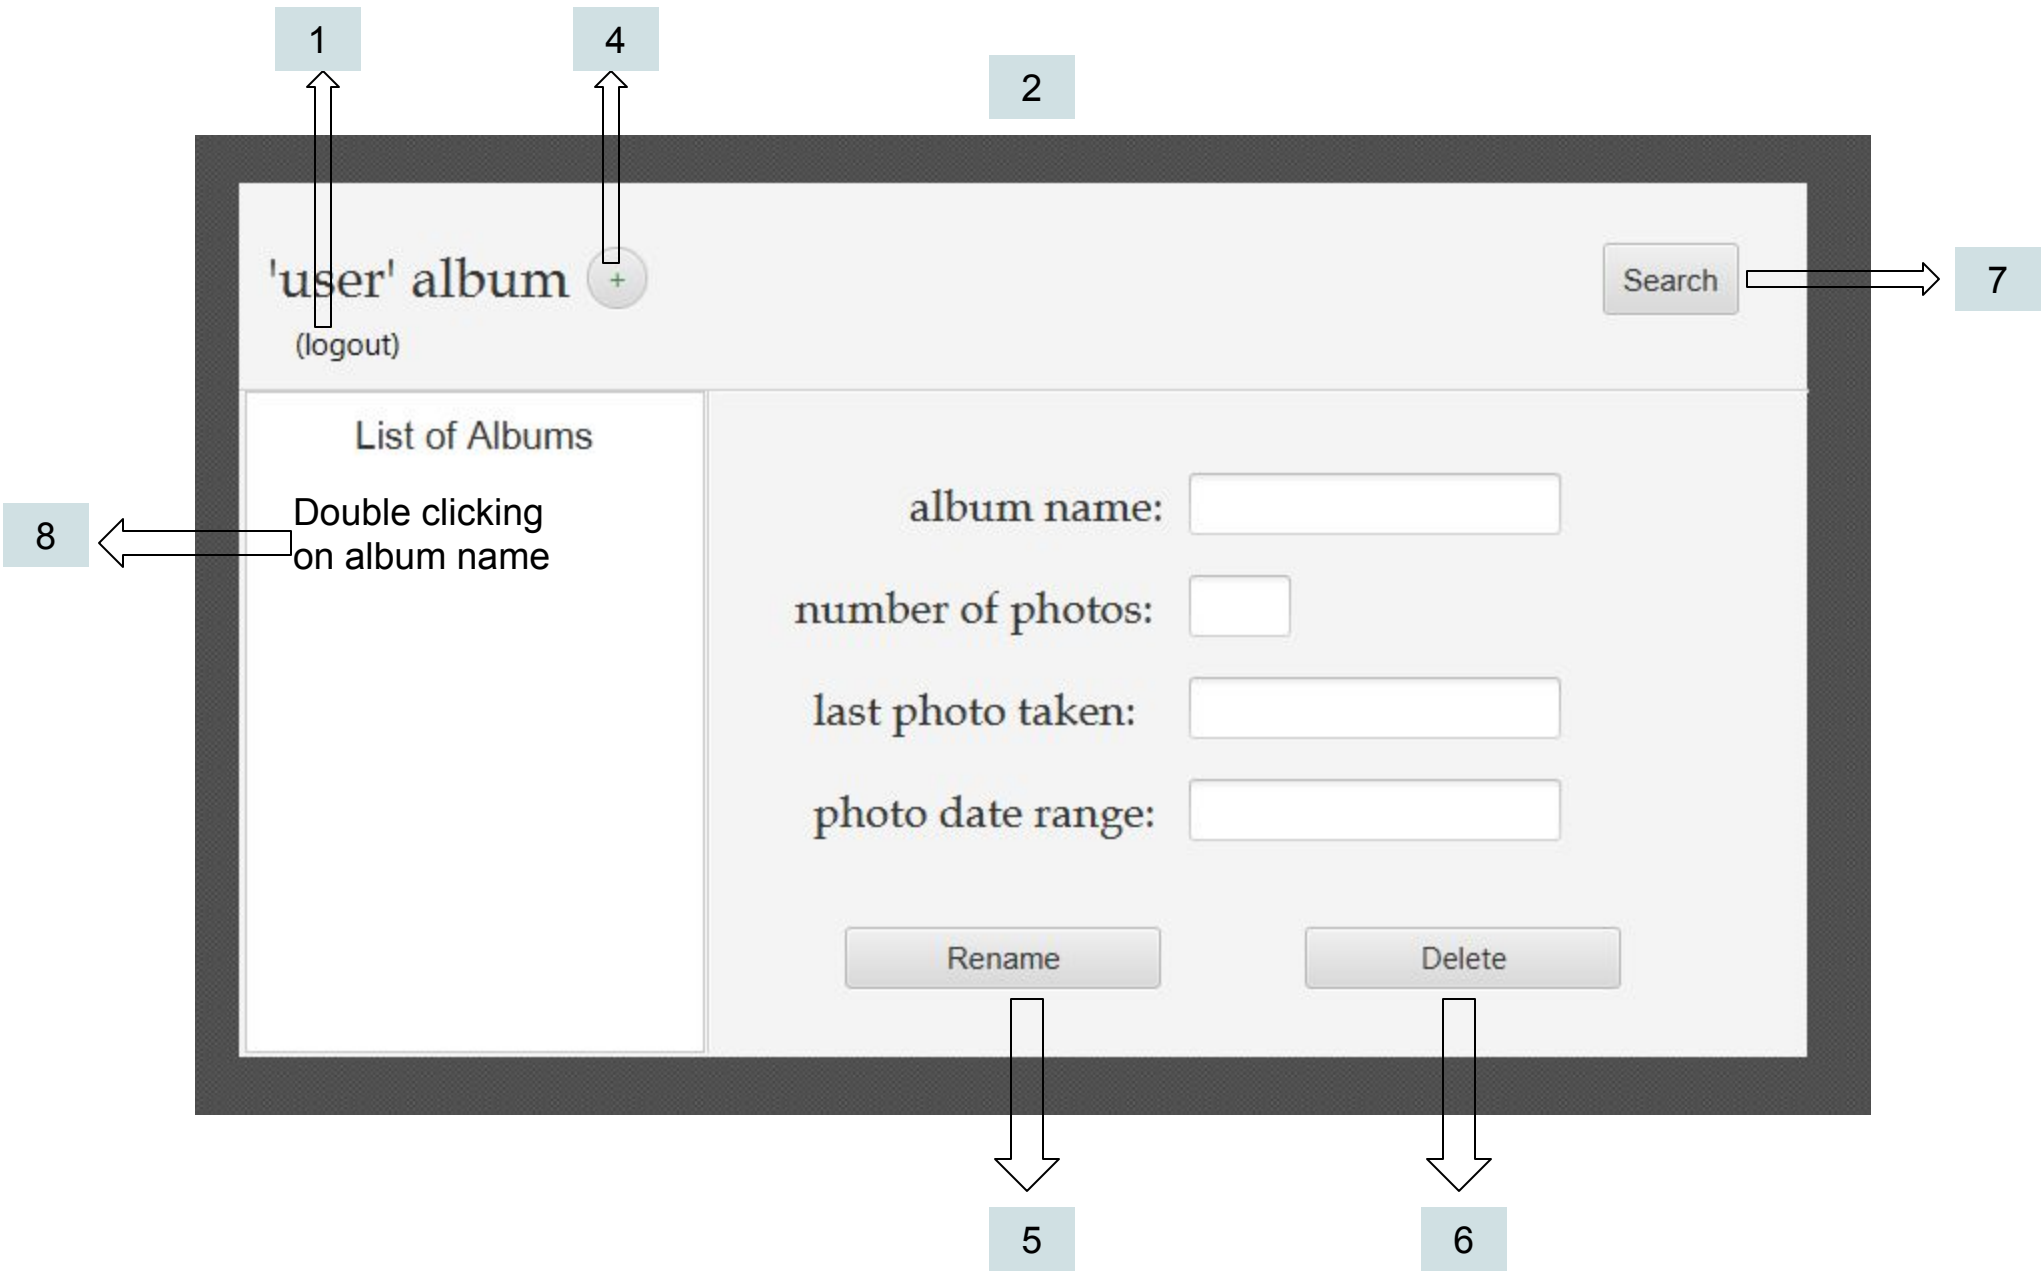 1
4
2
'user' album +
Search
7
(logout)
List of Albums
8
Double clicking
on album name
album name:
number of photos:
last photo taken:
photo date range:
Rename
Delete
5
6